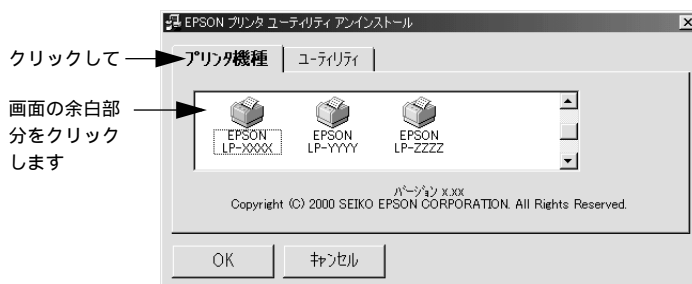 EPSON プリンタ ユーティリティ アンインストール
クリックして
プリンタ機種
ユーティリティ
画面の余白部
分をクリック
します
EPSON
LP-XXXX
EPSON
LP-YYYY
EPSON
LP-ZZZZ
バージョン x.xx
Copyright (C) 2000 SEIKO EPSON CORPORATION. All Rights Reserved.
OK
キャンセル